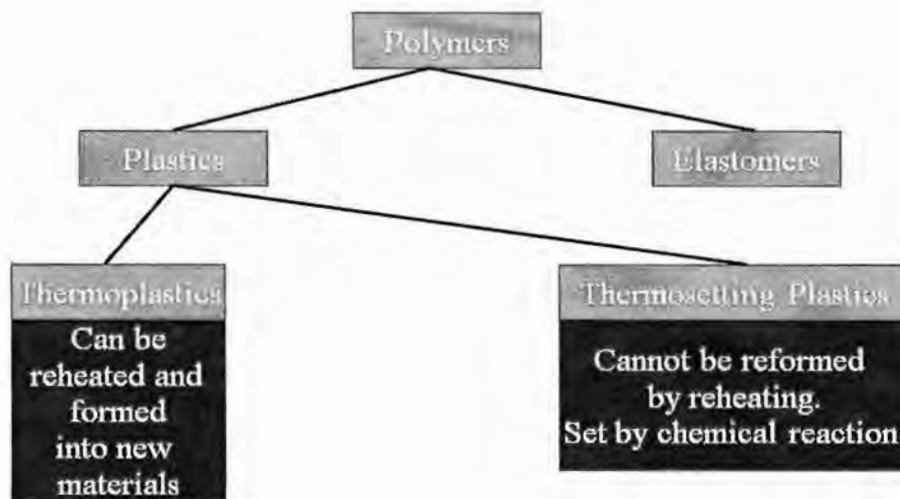 Polymers
Plastics
Elastomers
Thermoplastics
Can be
reheated and
formed
into new
materials
Thermosetting Plastics
Cannot be reformed
by reheating.
Set by chemical reaction